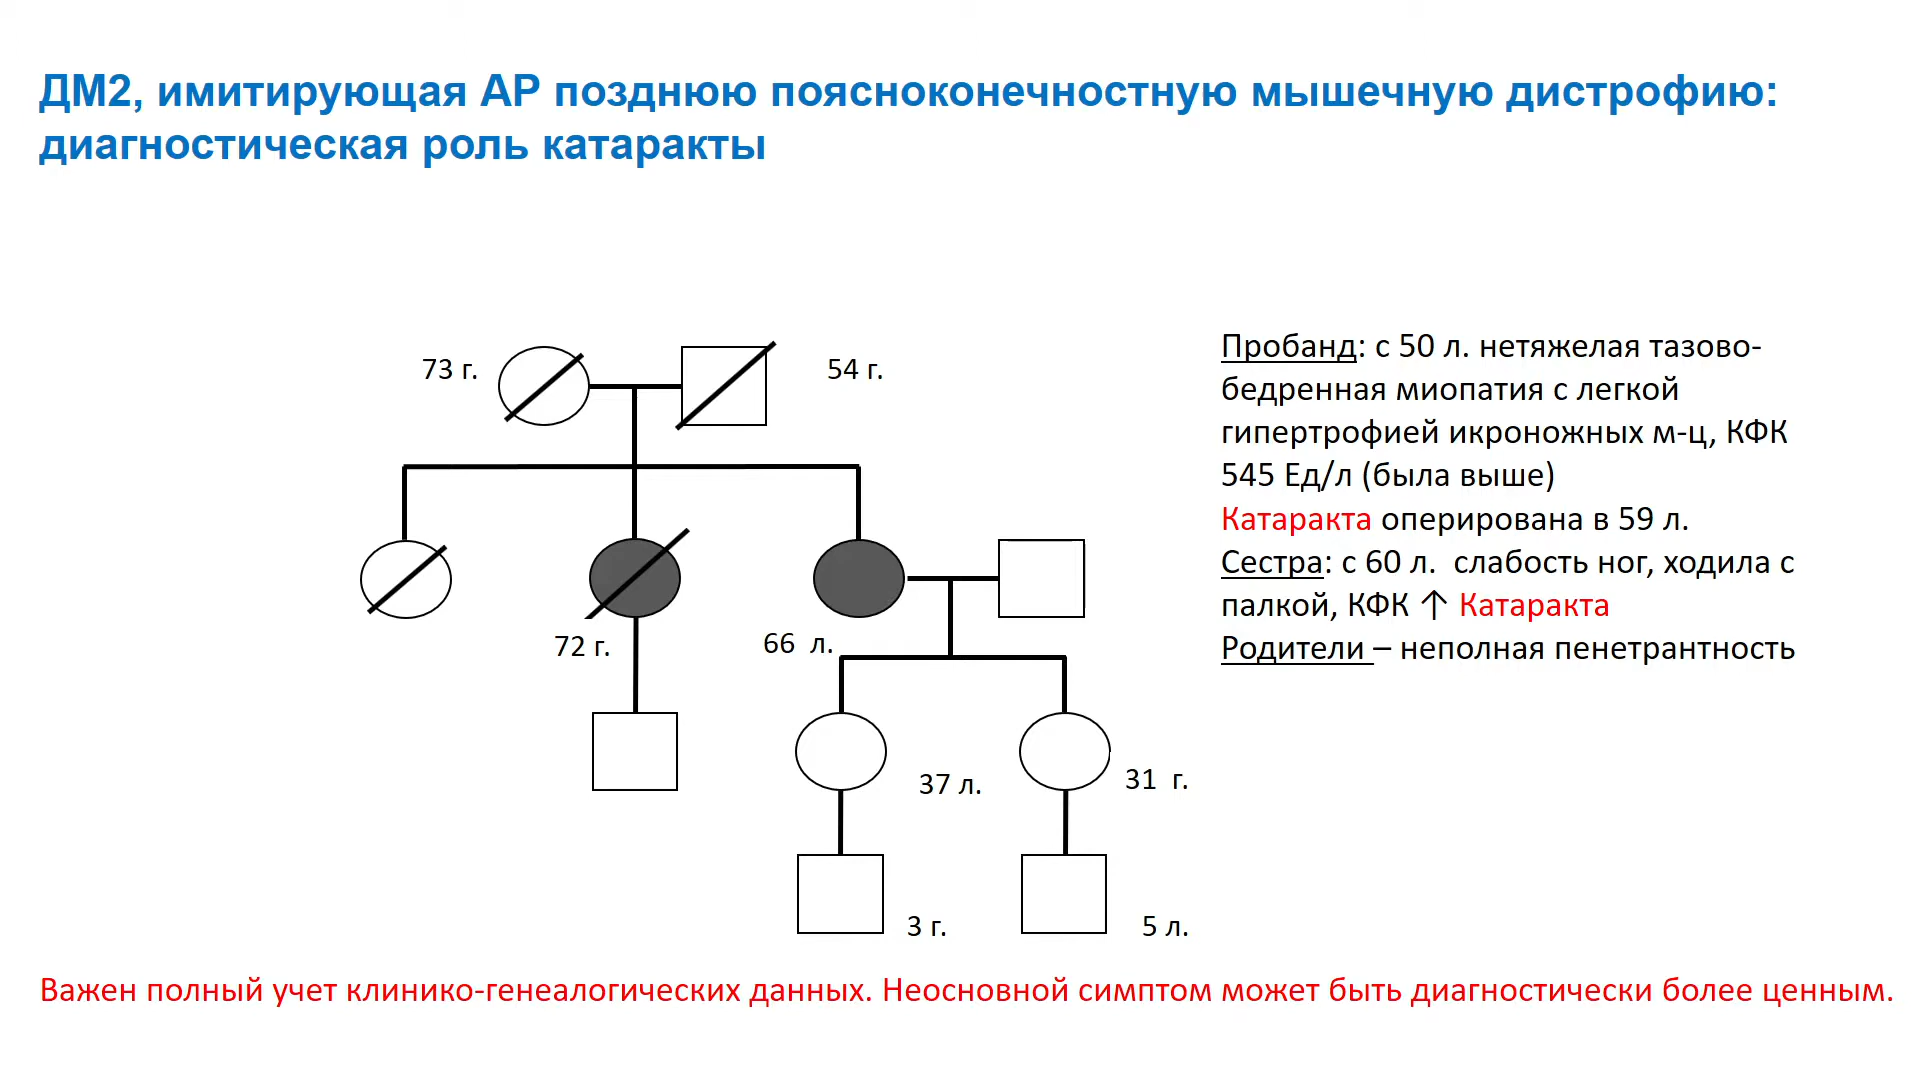 ДМ2, имитирующая АР позднюю поясноконечностную мышечную дистрофию:
диагностическая роль катаракты
73 г.
54 г.
72 г.
66 л.
37 л.
31 г.
3 г.
5 л.
Пробанд: с 50 л. нетяжелая тазово-
бедренная миопатия с легкой
гипертрофией икроножных м-ц, КФК
545 Ед/л (была выше)
Катаракта оперирована в 59 л.
Сестра: с 60 л. слабость ног, ходила с
палкой, КФК ↑ Катаракта
Родители – неполная пенетрантность
Важен полный учет клинико-генеалогических данных. Неосновной симптом может быть диагностически более ценным.